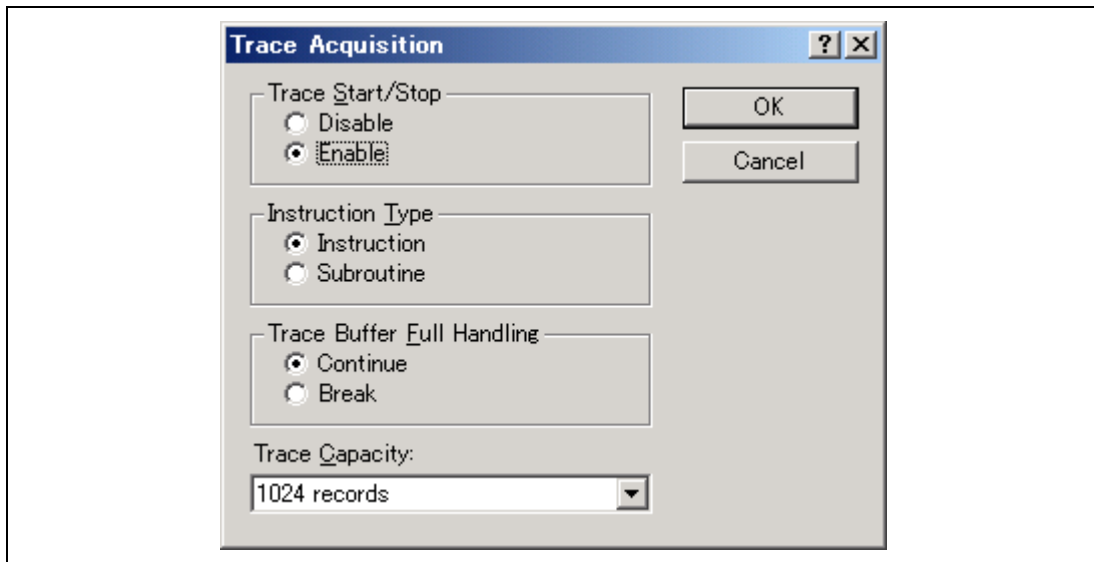 Trace Acquisition
Trace Start/Stop
Disable
Enable
OK
Cancel
Instruction Type
Instruction
Subroutine
Trace Buffer Full Handling
Continue
Break
Trace Capacity:
1024 records